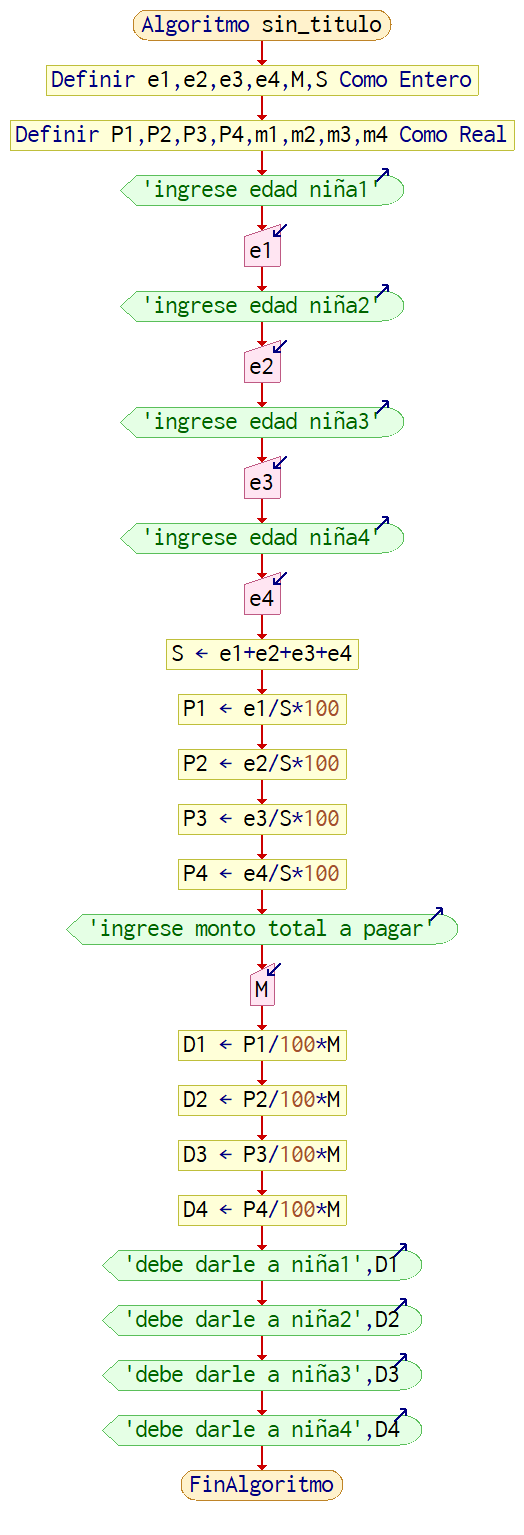 Algoritmo sin_titulo
Definir e1,e2,e3,e4,M,S Como Entero
Definir P1,P2,P3,P4,m1,m2,m3,m4 Como Real
'ingrese edad niña1'
e1
'ingrese edad niña2'
e2
'ingrese edad niña3'
e3
'ingrese edad niña4'
e4
S ← e1+e2+e3+e4
P1 ← e1/S*100
P2 ← e2/S*100
P3 ← e3/S*100
P4 ← e4/S*100
'ingrese monto total a pagar'
M
D1 ← P1/100*M
D2 ← P2/100*M
D3 ← P3/100*M
D4 ← P4/100*M
'debe darle a niña1',D1
'debe darle a niña2',D2
'debe darle a niña3',D3
'debe darle a niña4',D4
FinAlgoritmo